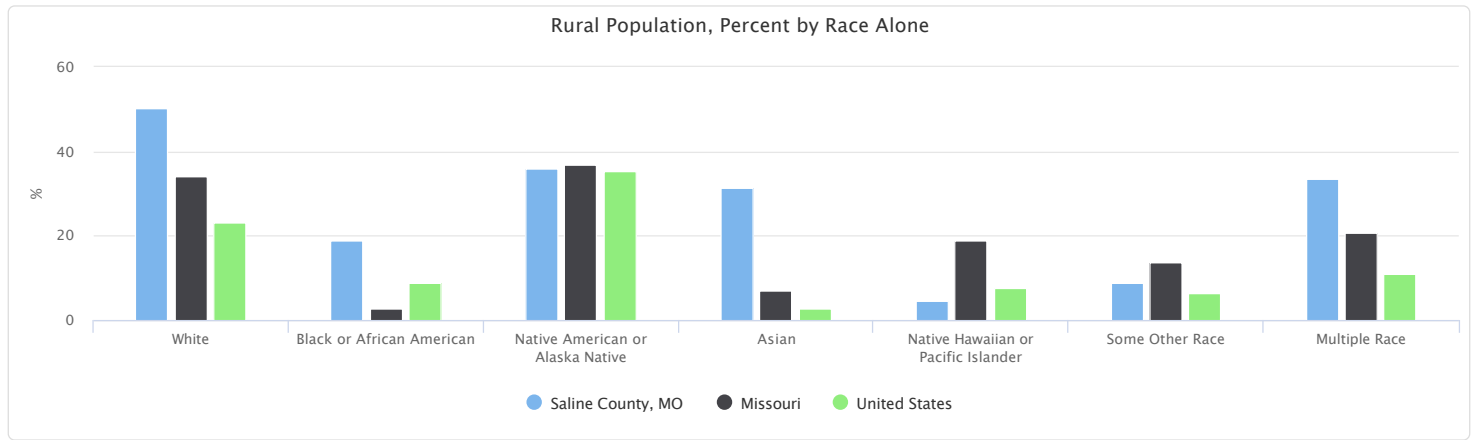 Rural Population, Percent by Race Alone
60
40
20
0
%
White
Black or African American
Native American or
Alaska Native
Asian
Native Hawaiian or
Pacific Islander
Some Other Race
Multiple Race
Saline County, MO
Missouri
United States